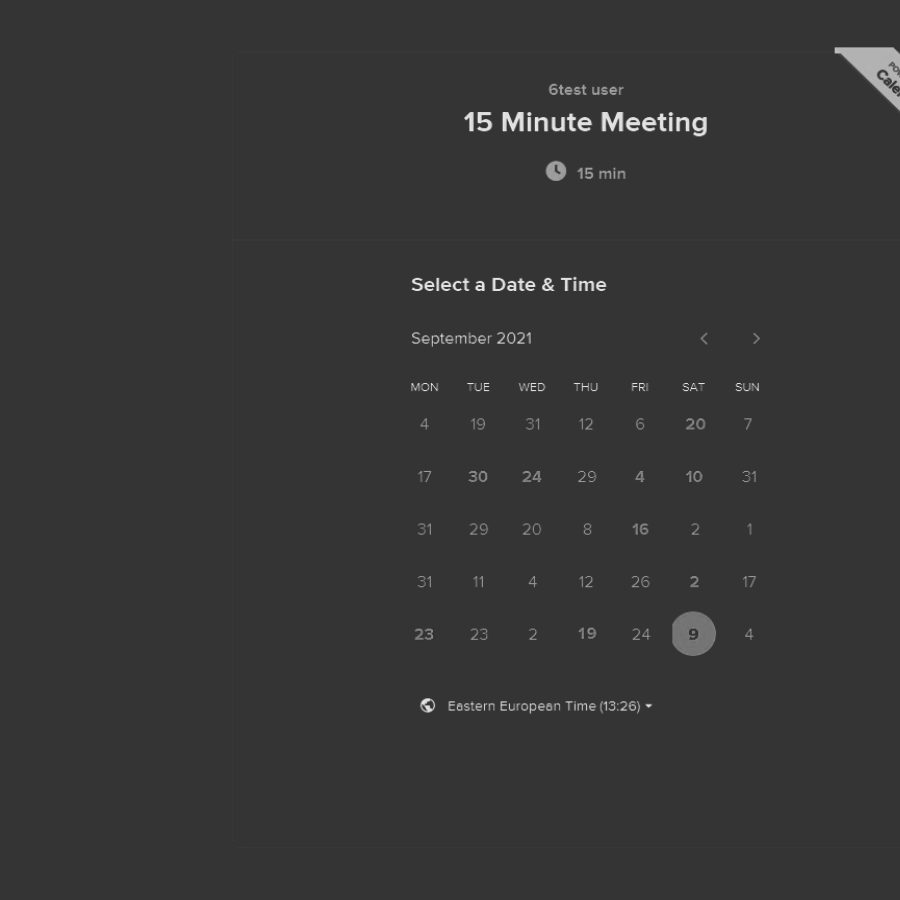 6test user
15 Minute Meeting
15 min
Select a Date & Time
September 2021
MON TUE WED THU FRI SAT SUN
4 19 31 12 6 20 7
17 30 24 29 4 10 31
31 29 20 8 16 2 1
31 11 4 12 26 2 17
23 23 2 19 24 9 4
Eastern European Time (13:26)